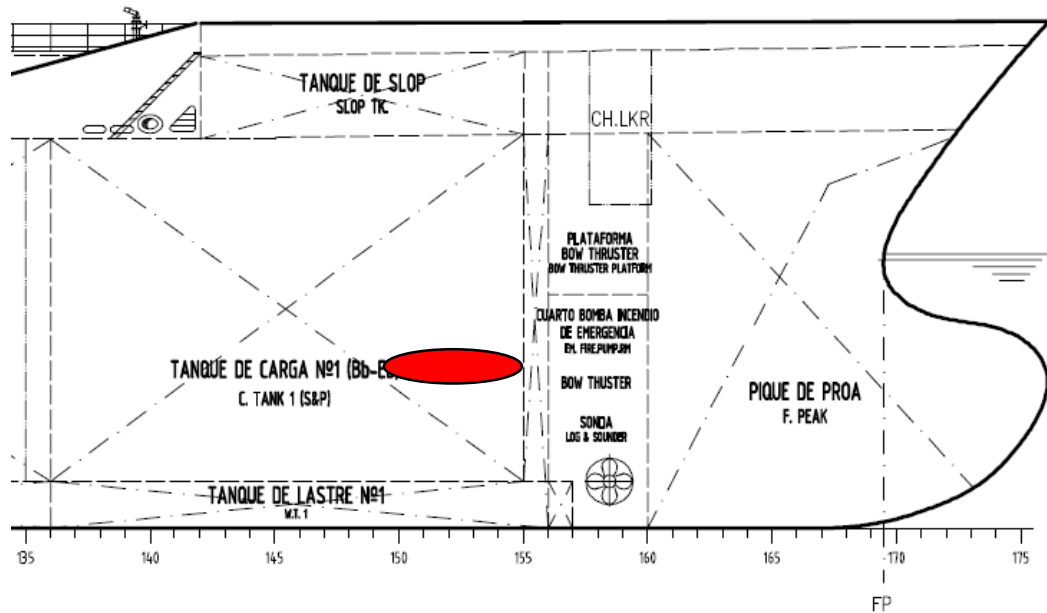 TANQUE DE SLOP
SLOP TK.
CH.LKR
PLATAFORMA
BOW THRUSTER
BOW THRUSTER PLATFORM
CUARTO BOMBA INCENDIO
DE EMERGENCIA
EM. FIRE.PUMP.RM
TANQUE DE CARGA Nº1 (Bb-Eb
C. TANK 1 (S&P)
BOW THUSTER
PIQUE DE PROA
F. PEAK
SONDA
LOG & SOUNDER
TANQUE DE LASTRE Nº1
W.T. 1
135 140 145 150 155 160 165 170 175
FP